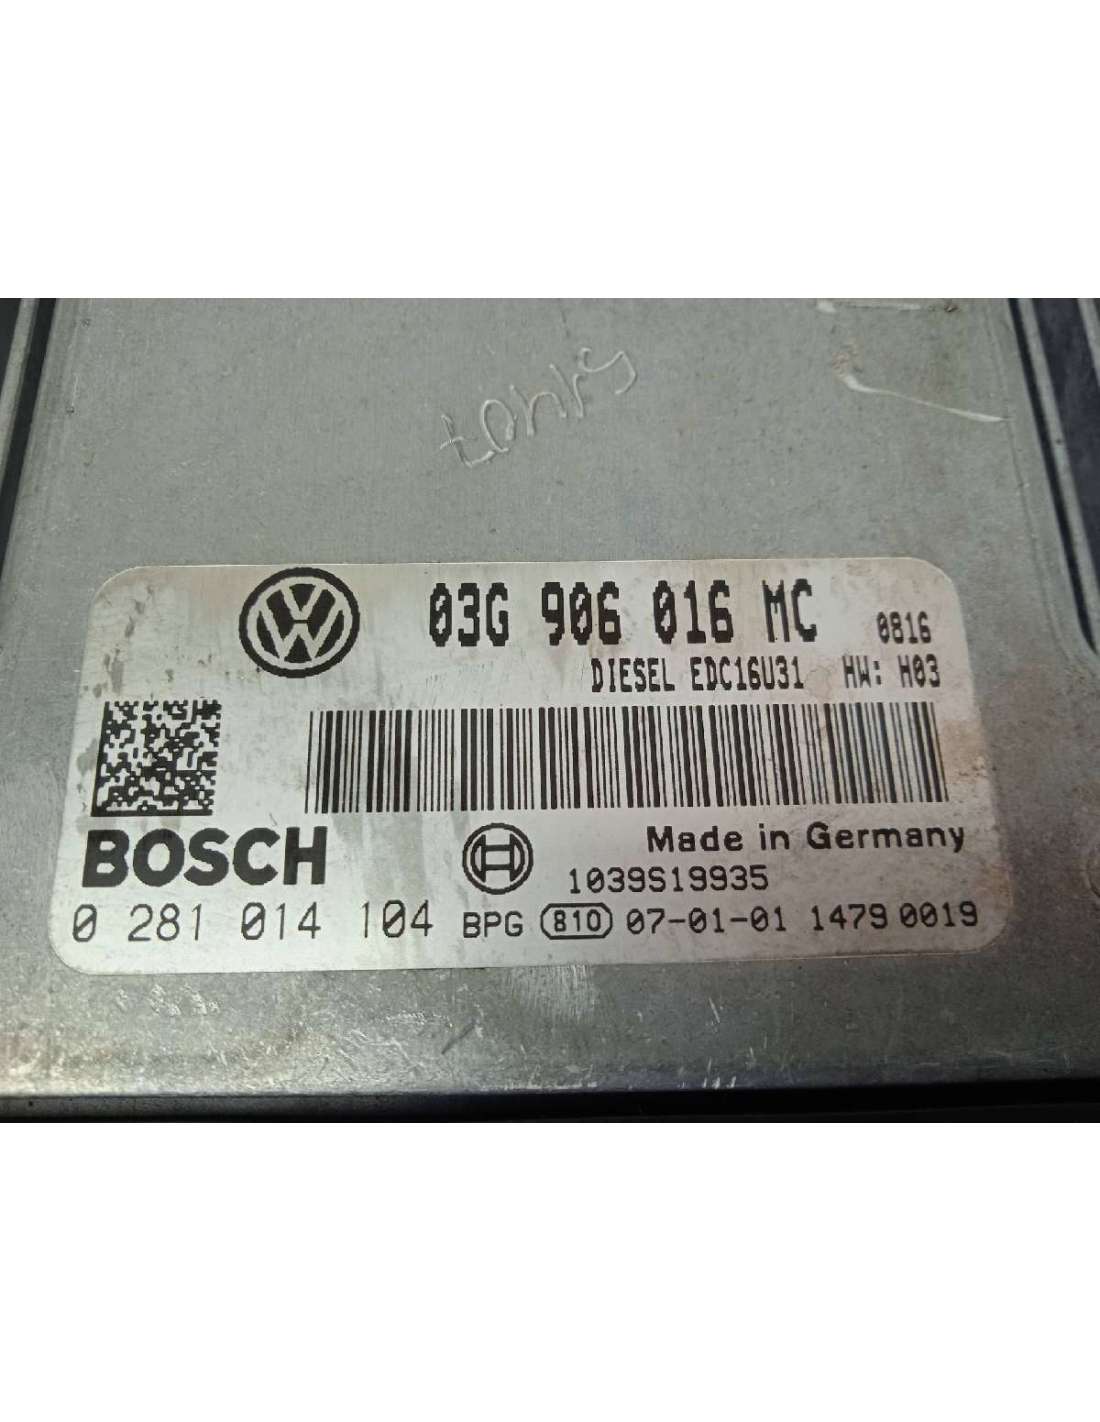 03G 906 016 MC 0816
DIESEL EDC16U31 HW: H03
BOSCH
Made in Germany
1039S19935
0 281 014 104 BPG 810 07-01-01 1479 0019